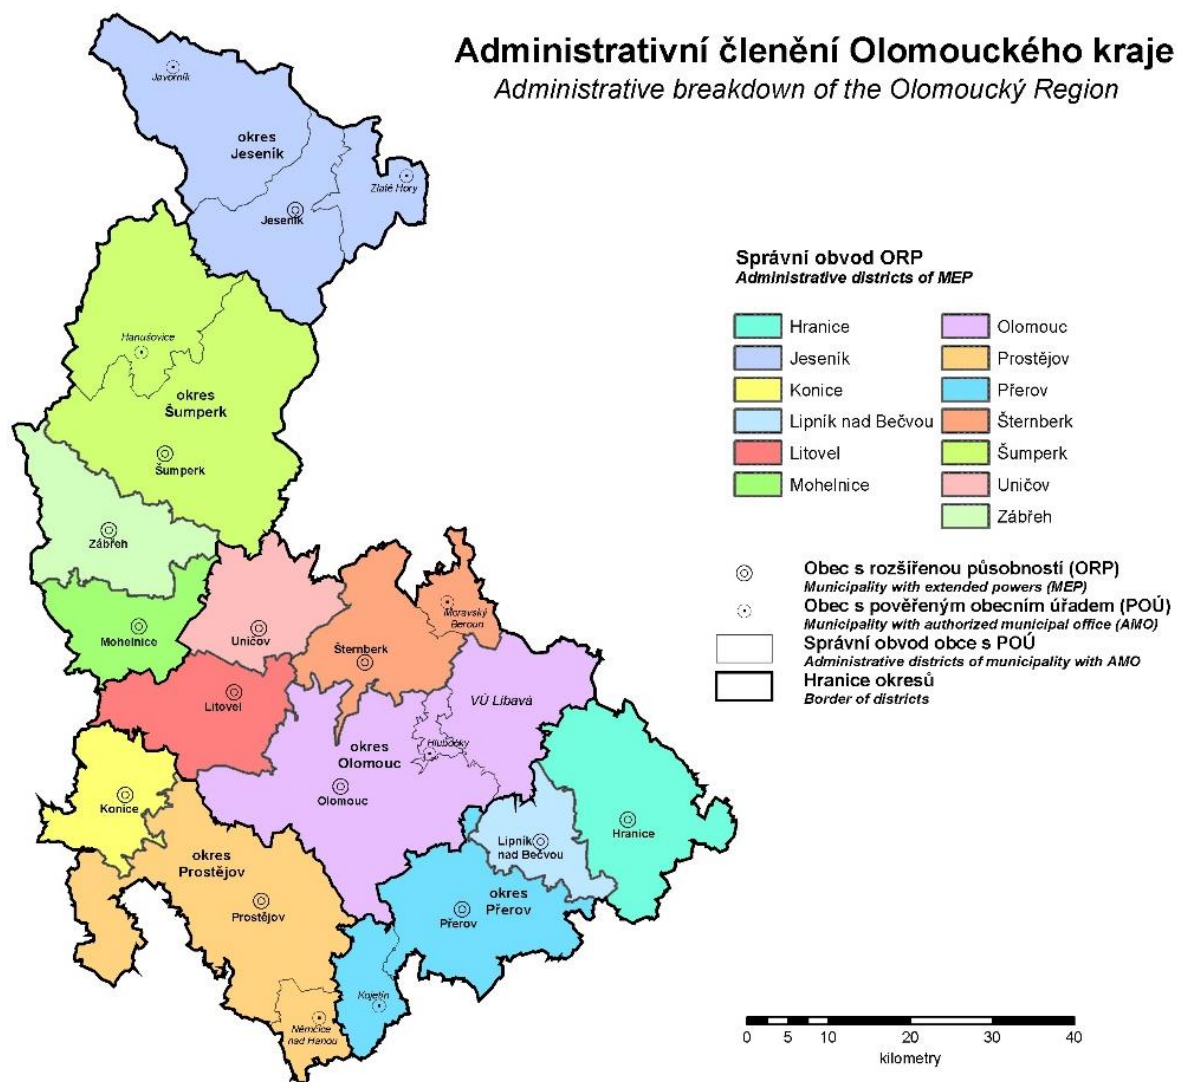 Administrativní členění Olomouckého kraje
Administrative breakdown of the Olomoucký Region
Javorník
okres
Jeseník
Zlaté Hory
Jeseník
Hanušovice
okres
Šumperk
Šumperk
Zábřeh
Mohelnice
Uničov
Moravský
Beroun
Šternberk
Litovel
VÚ Libavá
okres
Olomouc
Hlubočky
Olomouc
Konice
Hranice
Lipník
nad Bečvou
okres
Prostějov
Prostějov
okres
Přerov
Přerov
Kojetín
Němčice
nad Hanou
Správní obvod ORP
Administrative districts of MEP
Hranice
Jeseník
Konice
Lipník nad Bečvou
Litovel
Mohelnice
Olomouc
Prostějov
Přerov
Šternberk
Šumperk
Uničov
Zábřeh
Obec s rozšířenou působností (ORP)
Municipality with extended powers (MEP)
Obec s pověřeným obecním úřadem (POÚ)
Municipality with authorized municipal office (AMO)
Správní obvod obce s POÚ
Administrative districts of municipality with AMO
Hranice okresů
Border of districts
0 5 10 20 30 40
kilometry